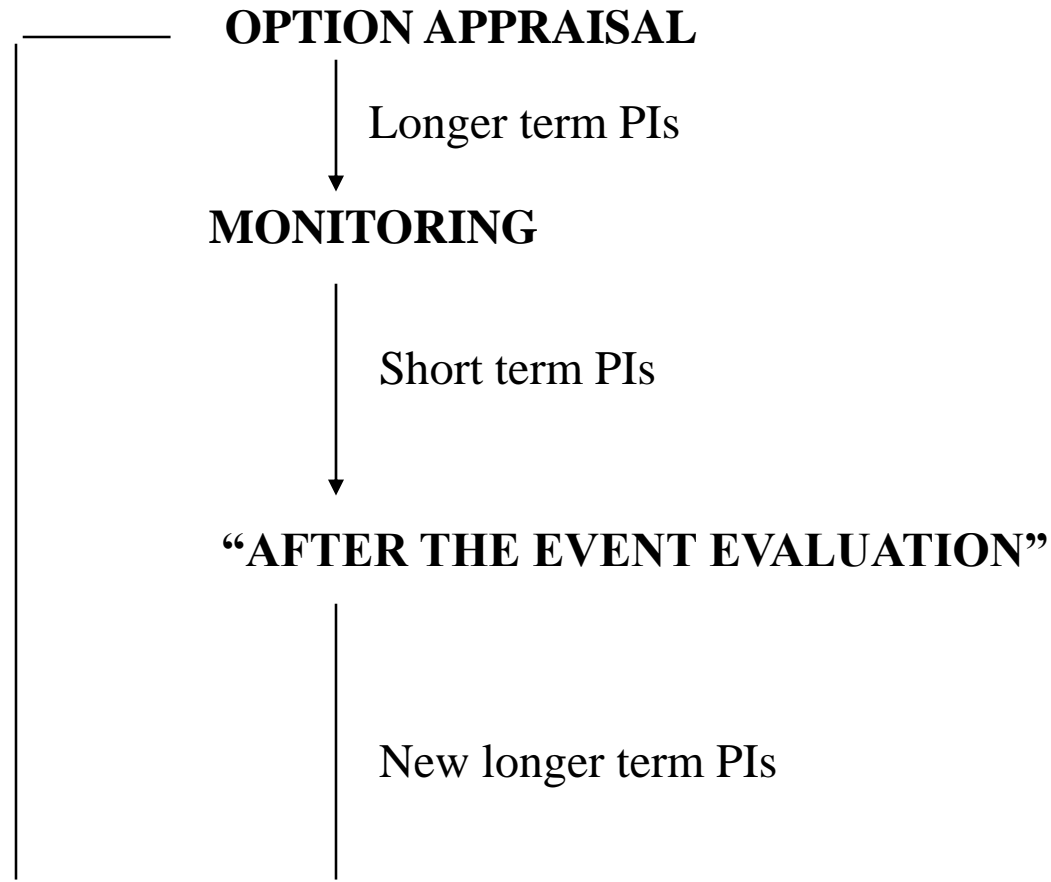 OPTION APPRAISAL
Longer term PIs
MONITORING
Short term PIs
“AFTER THE EVENT EVALUATION”
New longer term PIs